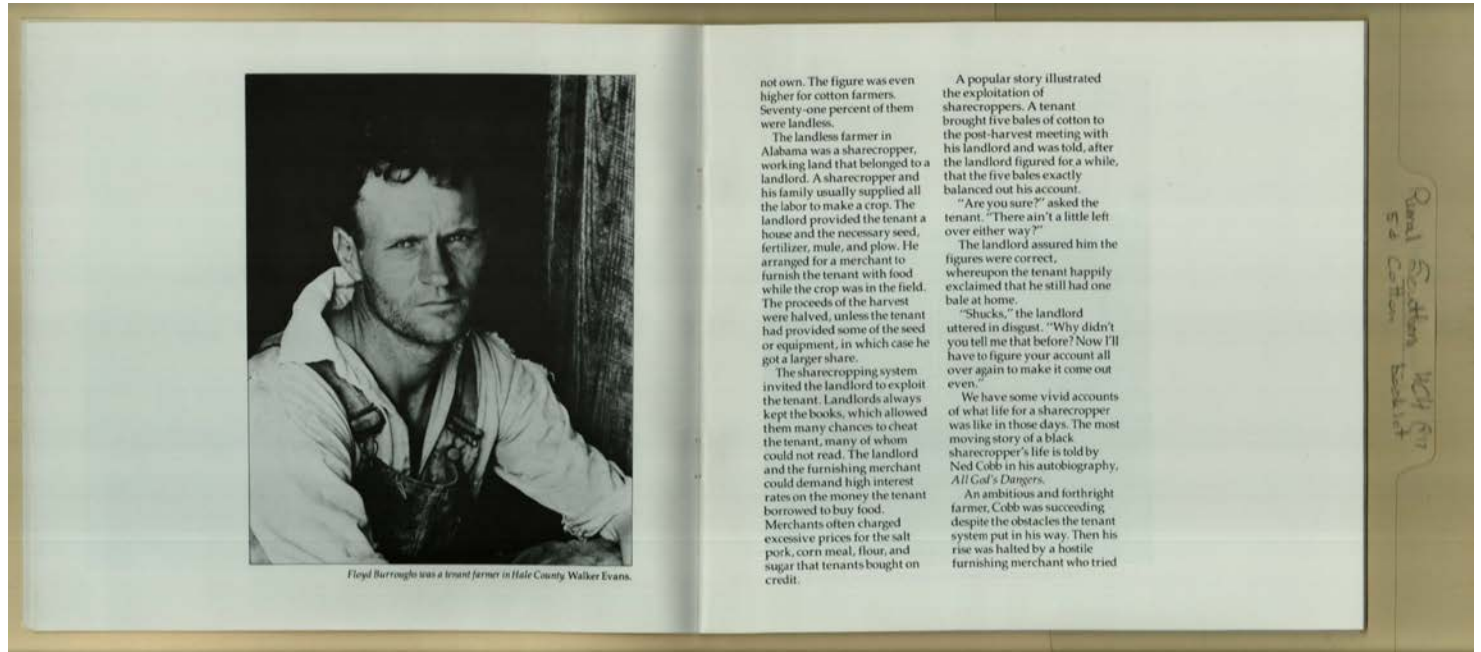 Floyd Burroughs was a tenant farmer in Hale County. Walker Evans.
not own. The figure was even
higher for cotton farmers.
Seventy-one percent of them
were landless.
The landless farmer in
Alabama was a sharecropper,
working land that belonged to a
landlord. A sharecropper and
his family usually supplied all
the labor to make a crop. The
landlord provided the tenant a
house and the necessary seed,
fertilizer, mule, and plow. He
arranged for a merchant to
furnish the tenant with food
while the crop was in the field.
The proceeds of the harvest
were halved, unless the tenant
had provided some of the seed
or equipment, in which case he
got a larger share.
The sharecropping system
invited the landlord to exploit
the tenant. Landlords always
kept the books, which allowed
them many chances to cheat
the tenant, many of whom
could not read. The landlord
and the furnishing merchant
could demand high interest
rates on the money the tenant
borrowed to buy food.
Merchants often charged
excessive prices for the salt
pork, corn meal, flour, and
sugar that tenants bought on
credit.
A popular story illustrated
the exploitation of
sharecroppers. A tenant
brought five bales of cotton to
the post-harvest meeting with
his landlord and was told, after
the landlord figured for a while,
that the five bales exactly
balanced out his account.
"Are you sure?" asked the
tenant. "There ain't a little left
over either way?"
The landlord assured him the
figures were correct,
whereupon the tenant happily
exclaimed that he still had one
bale at home.
"Shucks," the landlord
uttered in disgust. "Why didn't
you tell me that before? Now I'll
have to figure your account all
over again to make it come out
even."
We have some vivid accounts
of what life for a sharecropper
was like in those days. The most
moving story of a black
sharecropper's life is told by
Ned Cobb in his autobiography,
All God's Dangers.
An ambitious and forthright
farmer, Cobb was succeeding
despite the obstacles the tenant
system put in his way. Then his
rise was halted by a hostile
furnishing merchant who tried
Rural Southern
5¢ Cotton Booklet